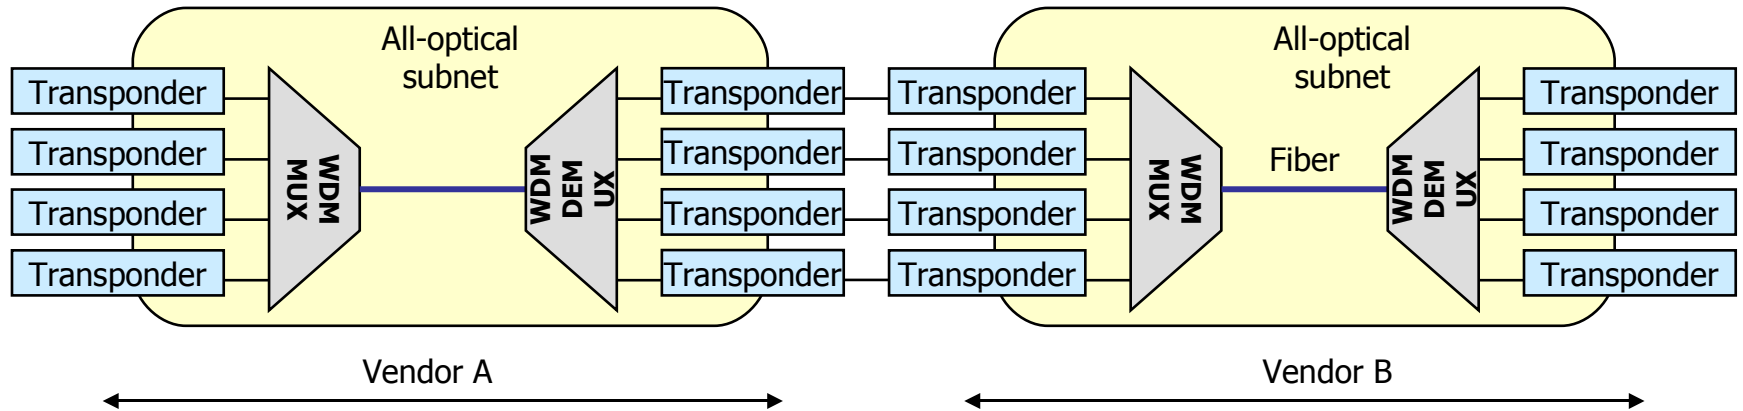 All-optical
subnet
All-optical
subnet
Transponder
Transponder
Transponder
Transponder
Transponder
Transponder
Transponder
Transponder
Fiber
Transponder
Transponder
Transponder
Transponder
Transponder
Transponder
Transponder
Transponder
WDM
MUX
WDM
DEM
UX
WDM
MUX
WDM
DEM
UX
Vendor A
Vendor B